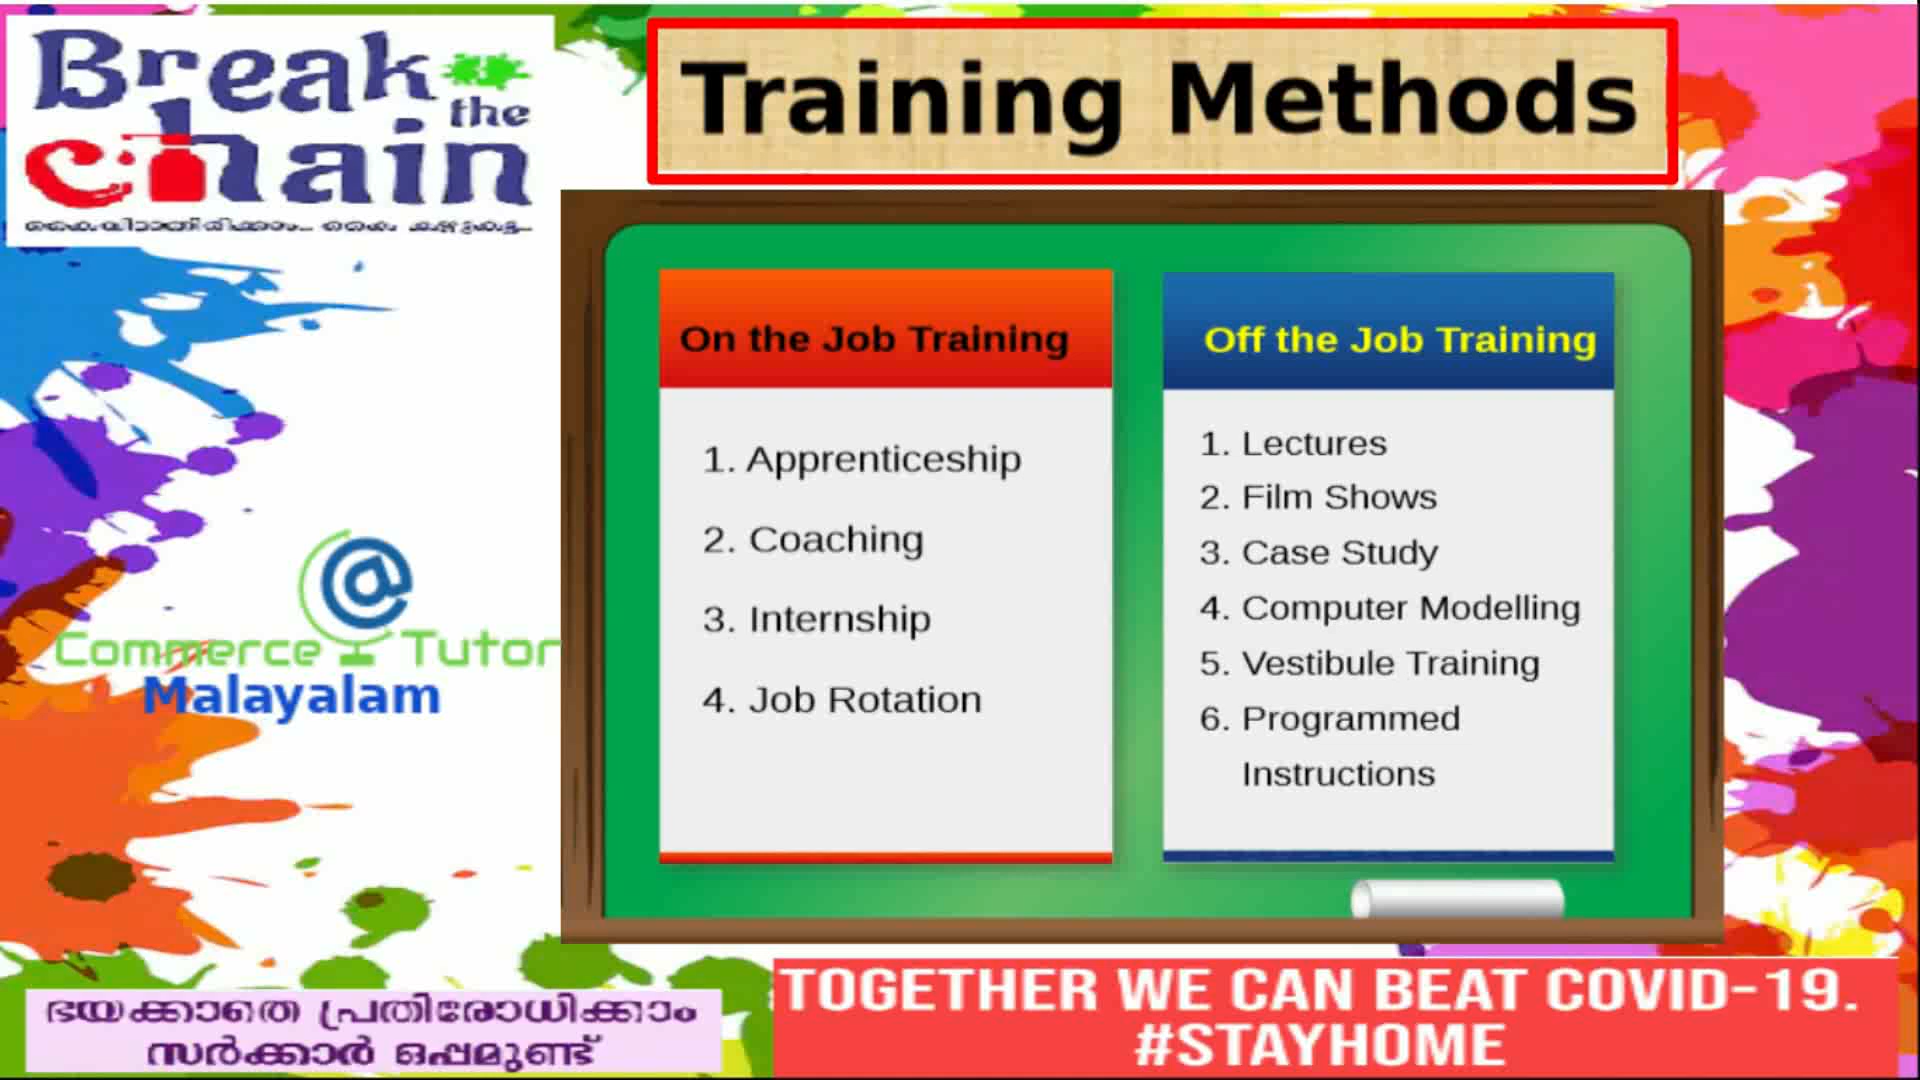 Break
the
chain
Training Methods
On the Job Training
1. Apprenticeship
2. Coaching
3. Internship
4. Job Rotation
Off the Job Training
1. Lectures
2. Film Shows
3. Case Study
4. Computer Modelling
5. Vestibule Training
6. Programmed
Instructions
Commerce Tutor
Malayalam
ഭയക്കാതെ പ്രതിരോധിക്കാം
സർക്കാർ ഒപ്പമുണ്ട്
TOGETHER WE CAN BEAT COVID-19.
#STAYHOME